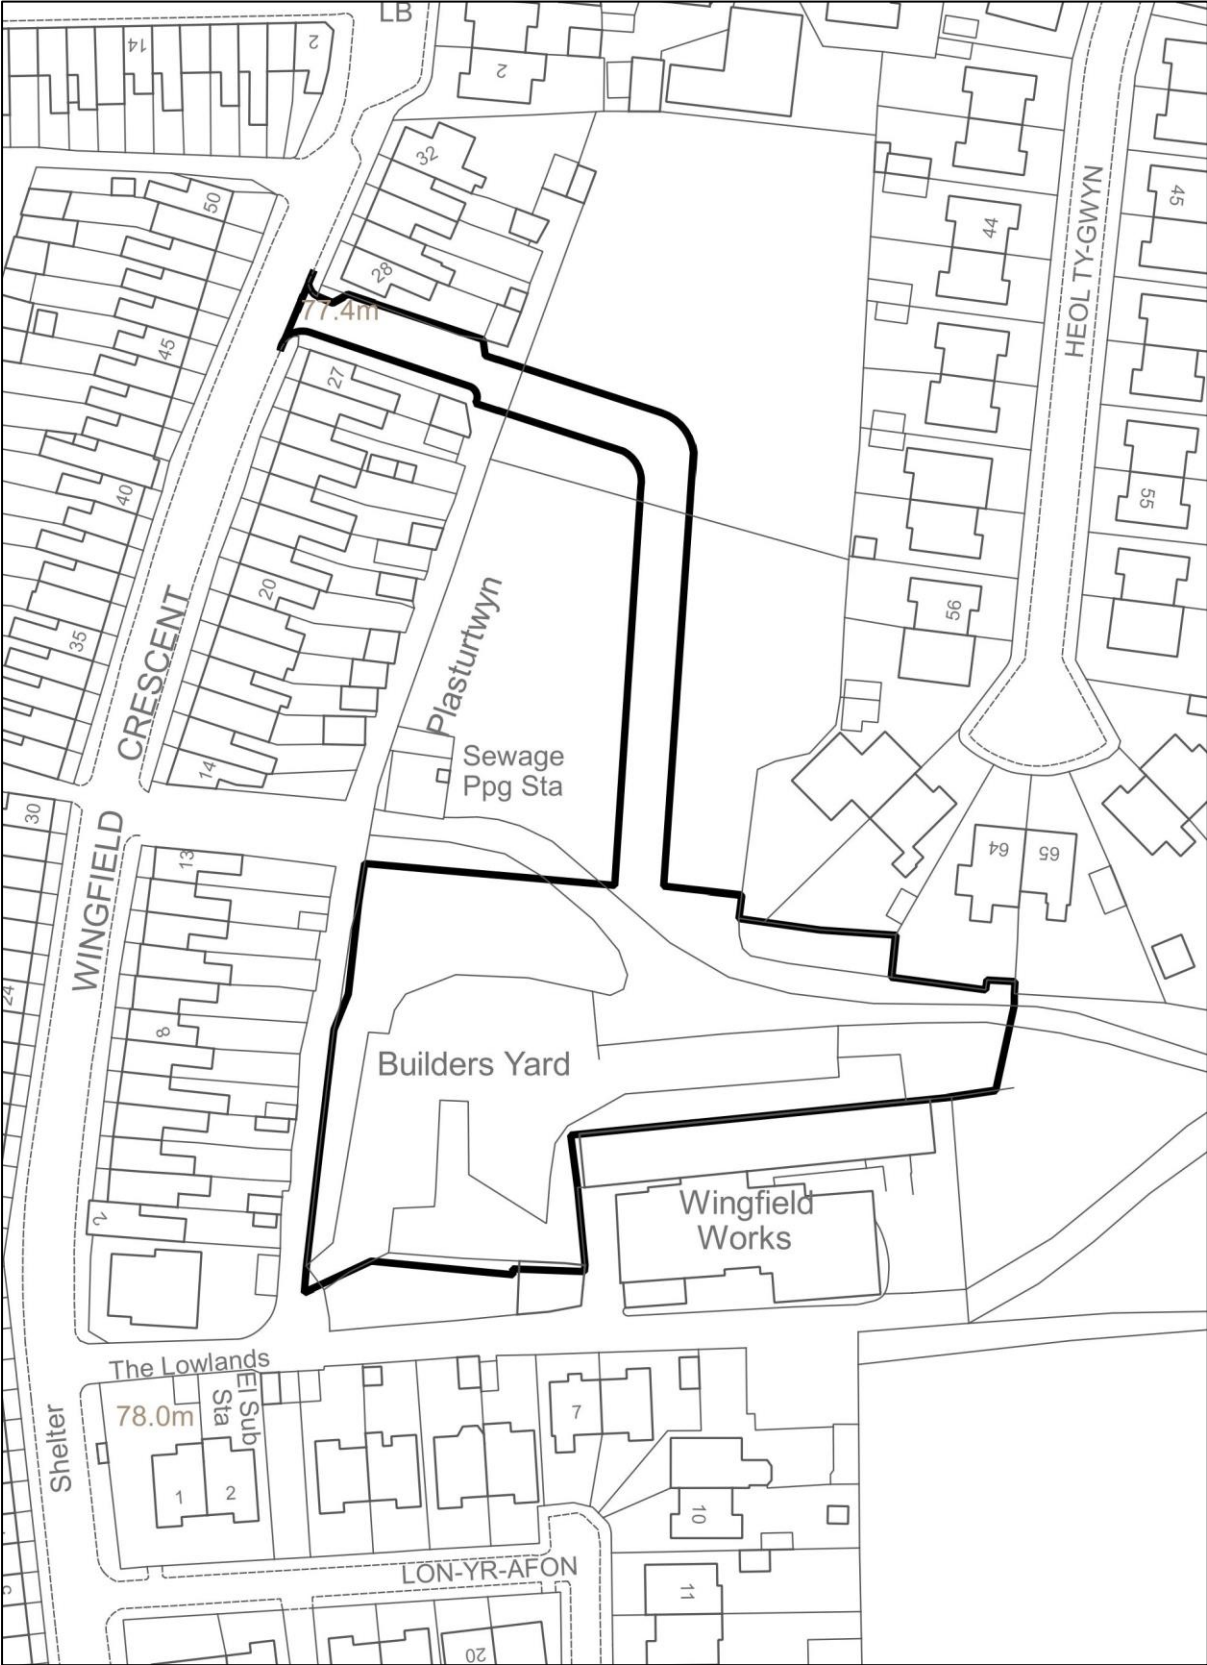 LB
14
2
2
32
50
45
44
HEOL TY-GWYN
28
77.4m
45
27
40
55
20
56
35
CRESCENT
Plasturtwyn
14
Sewage
Ppg Sta
30
64
65
13
WINGFIELD
24
8
Builders Yard
2
Wingfield
Works
The Lowlands
El Sub
Sta
78.0m
Shelter
7
1
2
10
LON-YR-AFON
11
20